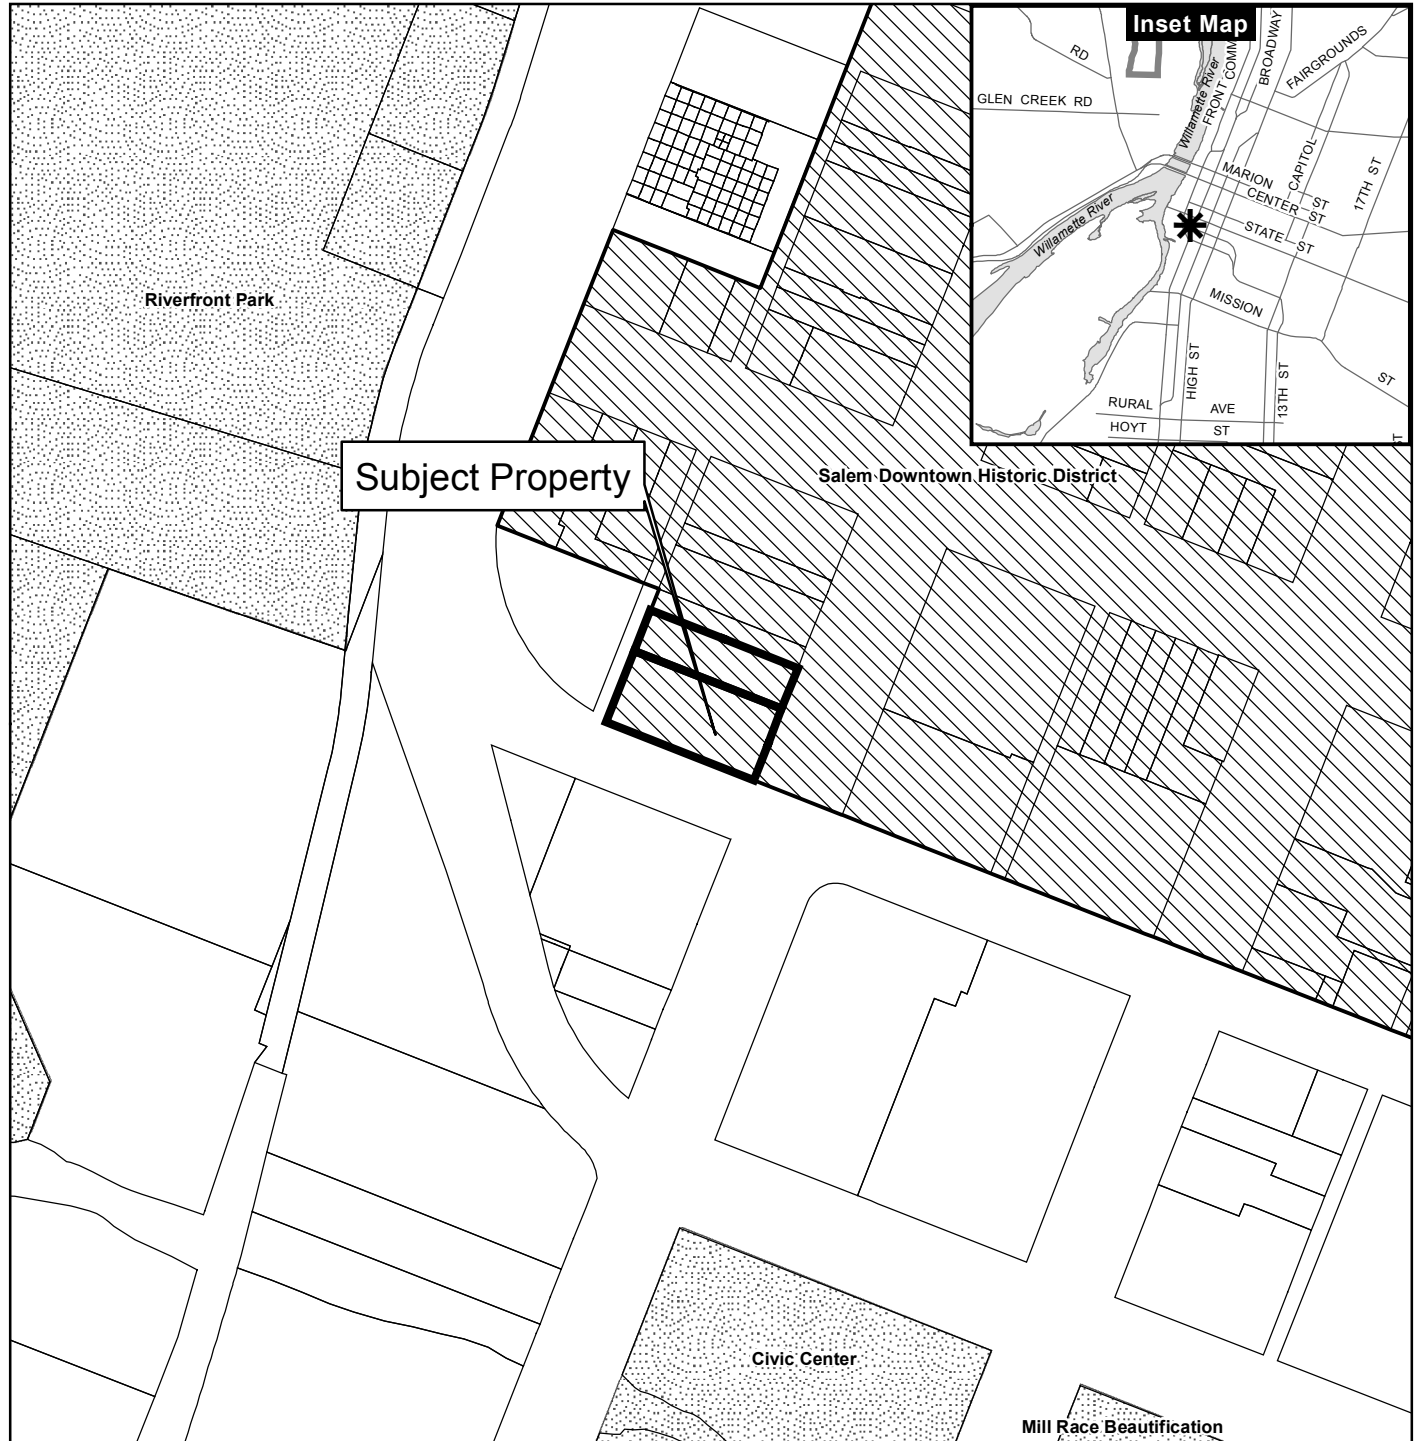 Inset Map
RD
GLEN CREEK RD
Willamette River
FRONT
COMM
BROADWAY
FAIRGROUNDS
CAPITOL
17TH ST
MARION ST
CENTER ST
STATE ST
Willamette River
MISSION ST
HIGH ST
13TH ST
RURAL AVE
HOYT ST
ST
Riverfront Park
Subject Property
Salem Downtown Historic District
Civic Center
Mill Race Beautification